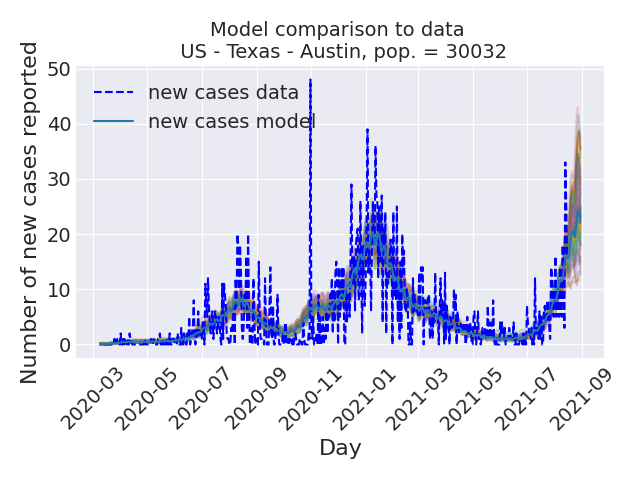 Model comparison to data
US - Texas - Austin, pop. = 30032
Number of new cases reported
50
40
30
20
10
0
new cases data
new cases model
2020-03
2020-05
2020-07
2020-09
2020-11
2021-01
2021-03
2021-05
2021-07
2021-09
Day